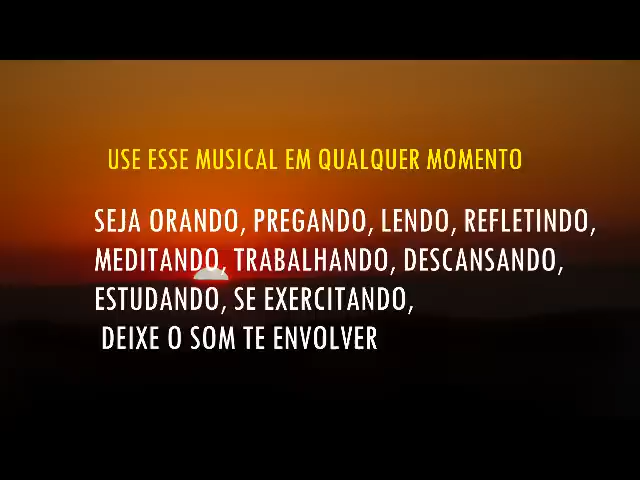 USE ESSE MUSICAL EM QUALQUER MOMENTO
SEJA ORANDO, PREGANDO, LENDO, REFLETINDO,
MEDITANDO, TRABALHANDO, DESCANSANDO,
ESTUDANDO, SE EXERCITANDO,
DEIXE O SOM TE ENVOLVER